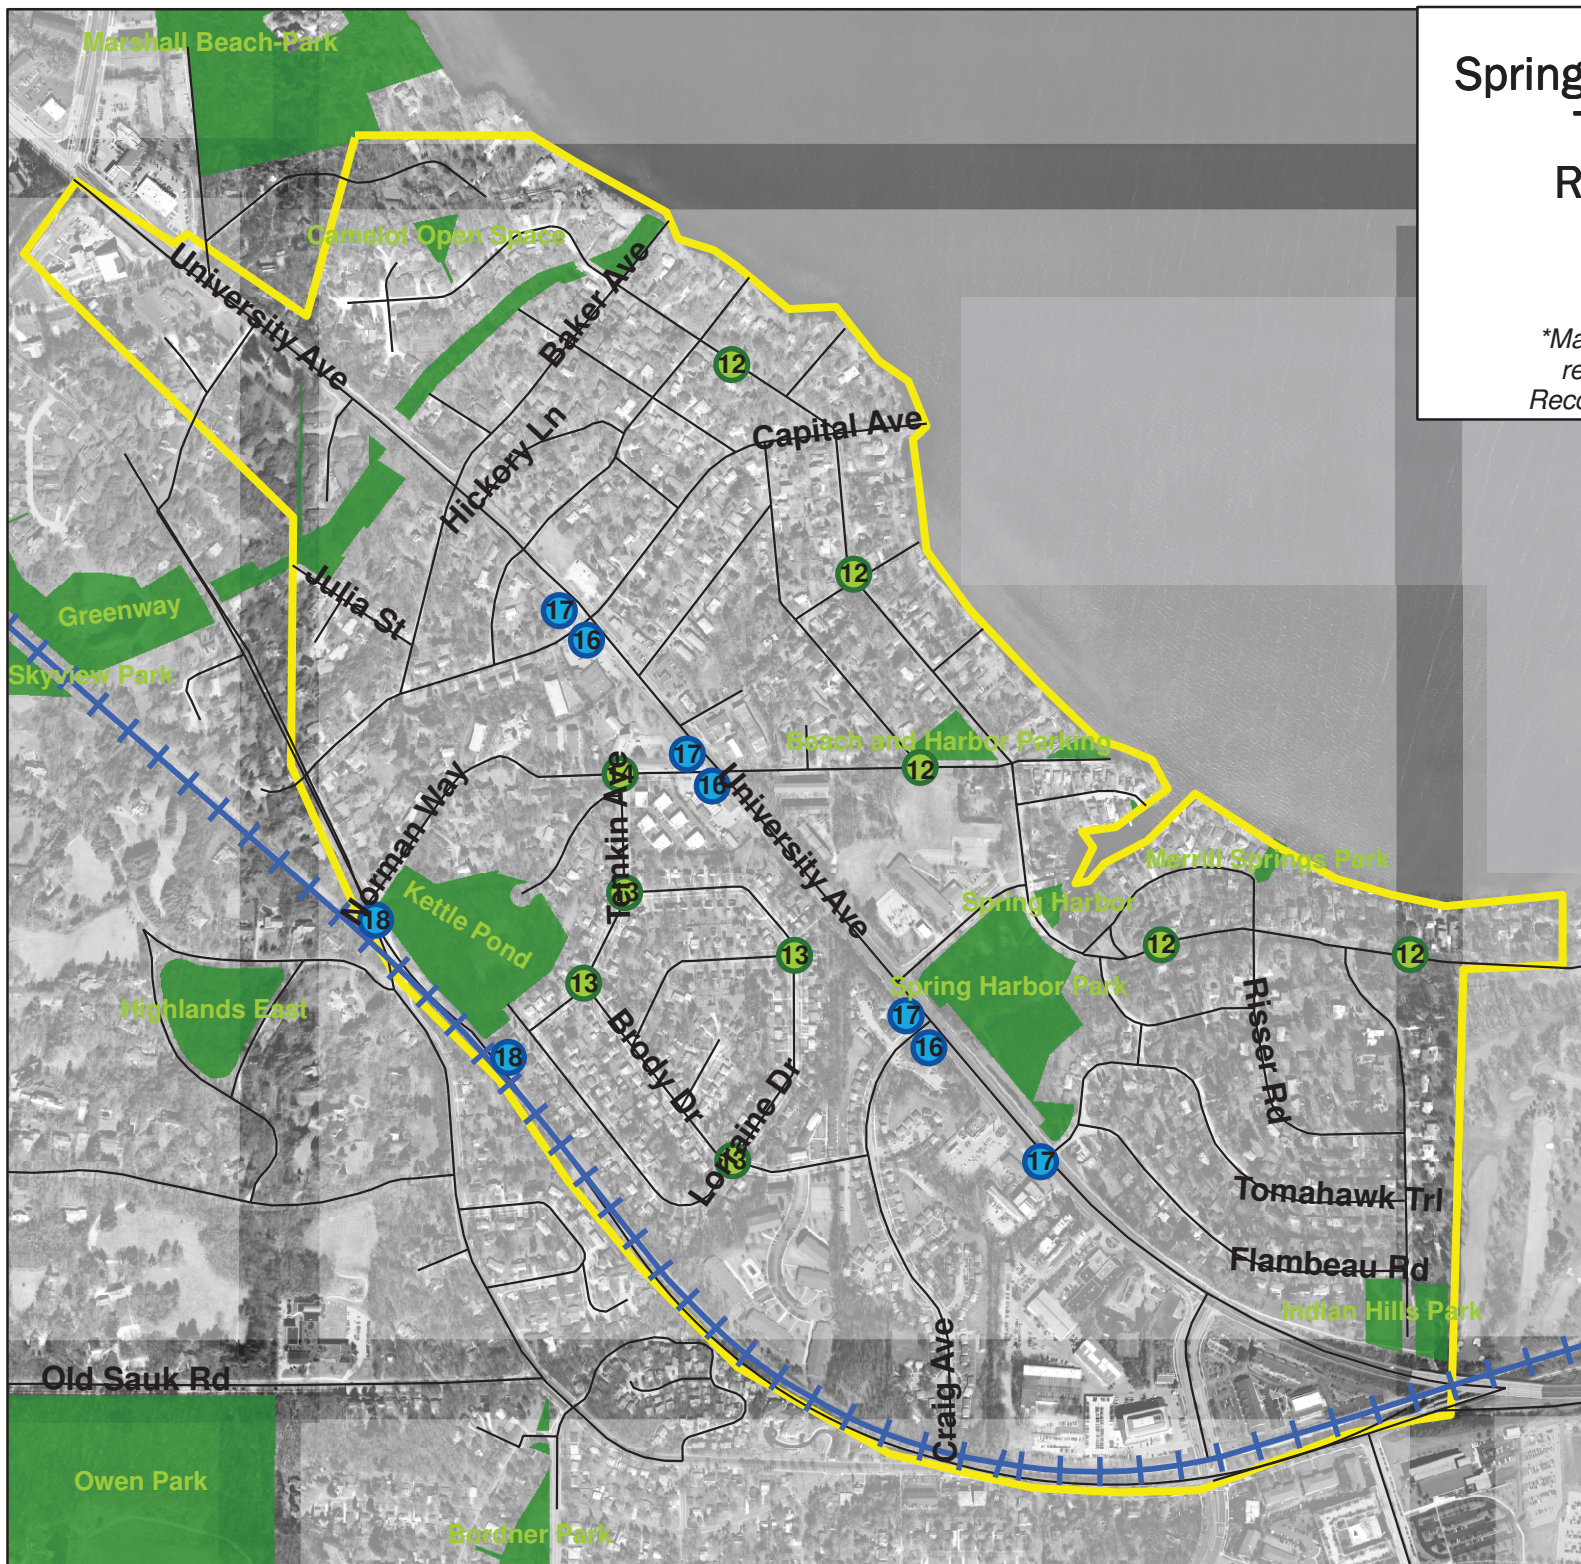 Marshall Beach-Park
Spring
R
*Ma
re
Reco
Camelot Open Space
University Ave
Baker Ave
12
Capital Ave
Hickory Ln
12
Julia St
Greenway
17
16
Skyview Park
Beach and Harbor Parking
17
16
12
Temkin Ave
University Ave
Norman Way
Merrill Springs Park
13
Kettle Pond
Spring Harbor
18
12
12
13
13
Spring Harbor Park
Highlands East
17
16
Risser Rd
18
Brody Dr
Lorraine Dr
13
17
Tomahawk Trl
Flambeau Rd
Indian Hills Park
Old Sauk Rd
Craig Ave
Owen Park
Bordner Park